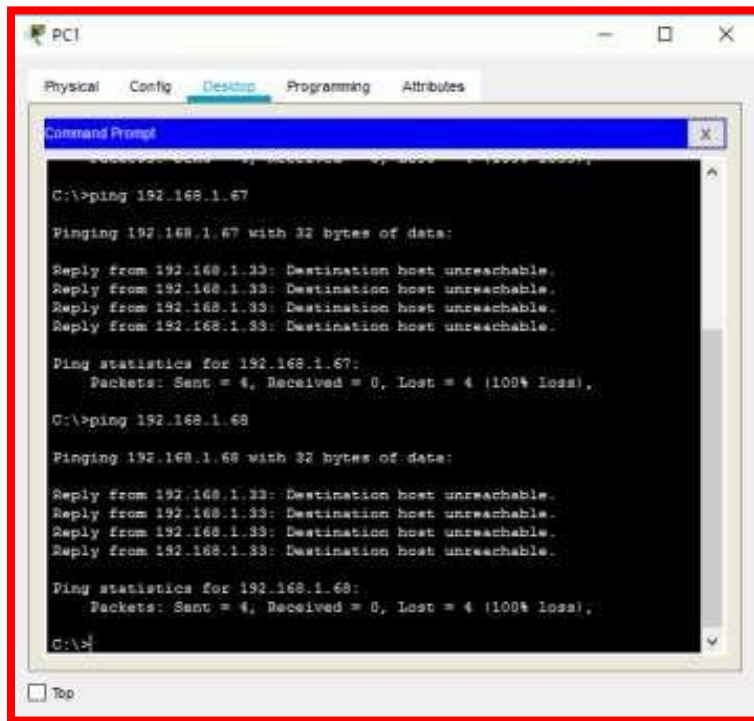 PC1
Physical Config Desktop Programming Attributes
Command Prompt X
C:\>ping 192.168.1.67
Pinging 192.168.1.67 with 32 bytes of data:
Reply from 192.168.1.33: Destination host unreachable.
Reply from 192.168.1.33: Destination host unreachable.
Reply from 192.168.1.33: Destination host unreachable.
Reply from 192.168.1.33: Destination host unreachable.
Ping statistics for 192.168.1.67:
Packets: Sent = 4, Received = 0, Lost = 4 (100% loss),
C:\>ping 192.168.1.68
Pinging 192.168.1.68 with 32 bytes of data:
Reply from 192.168.1.33: Destination host unreachable.
Reply from 192.168.1.33: Destination host unreachable.
Reply from 192.168.1.33: Destination host unreachable.
Reply from 192.168.1.33: Destination host unreachable.
Ping statistics for 192.168.1.68:
Packets: Sent = 4, Received = 0, Lost = 4 (100% loss),
C:\>
Top